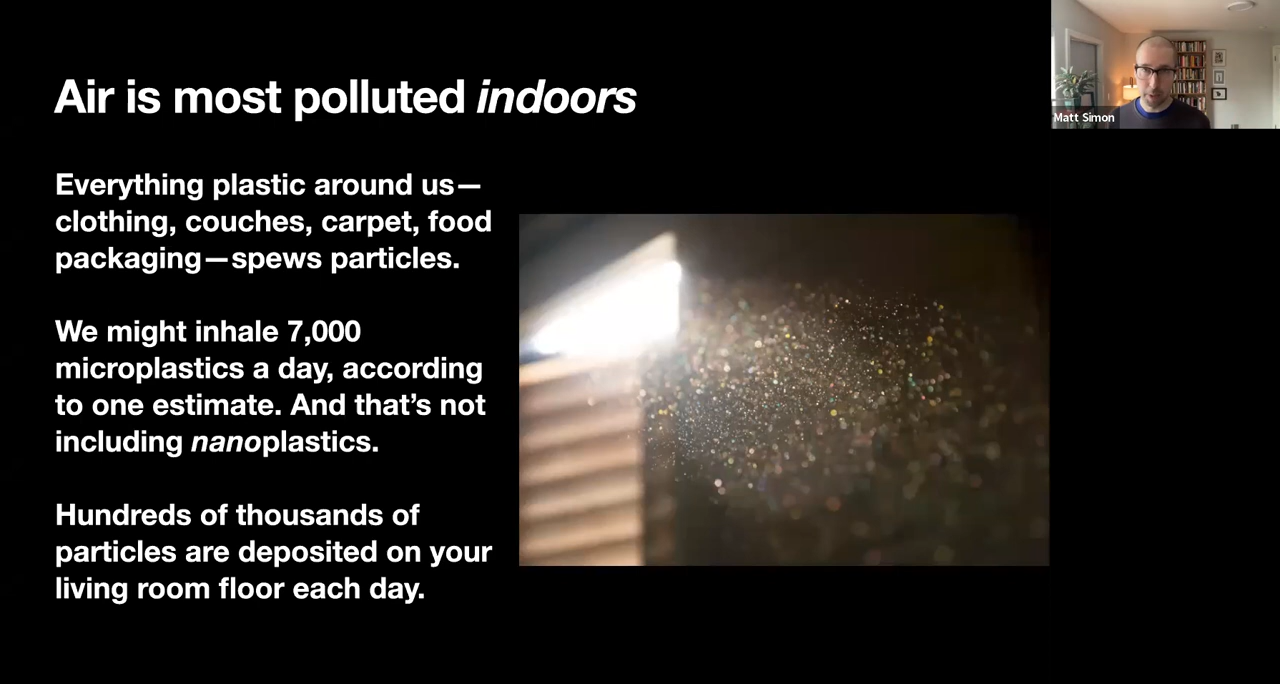 Air is most polluted indoors
Everything plastic around us—
clothing, couches, carpet, food
packaging—spews particles.
We might inhale 7,000
microplastics a day, according
to one estimate. And that’s not
including nanoplastics.
Hundreds of thousands of
particles are deposited on your
living room floor each day.
Matt Simon